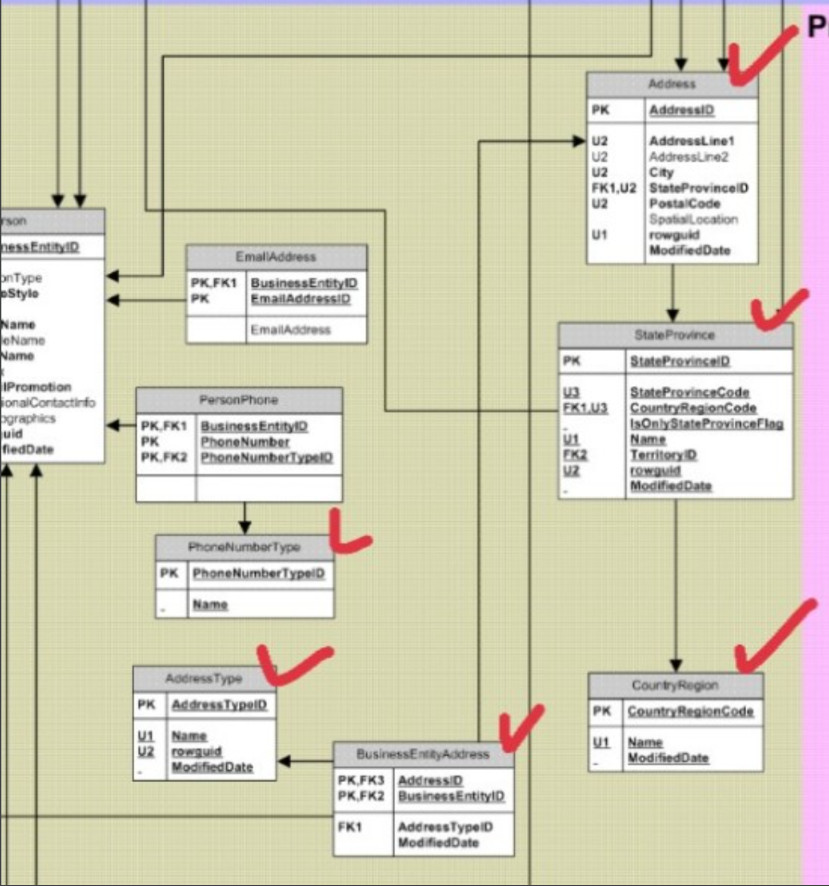 P
Address
PK AddressID
U2 AddressLine1
U2 AddressLine2
U2 City
FK1,U2 StateProvinceID
U2 PostalCode
SpatialLocation
U1 rowguid
ModifiedDate
rson
nessEntityID
onType
eStyle
Name
leName
Name
lPromotion
ionalContactInfo
ographics
uid
fiedDate
EmailAddress
PK,FK1 BusinessEntityID
PK EmailAddressID
EmailAddress
PersonPhone
PK,FK1 BusinessEntityID
PK PhoneNumber
PK,FK2 PhoneNumberTypeID
StateProvince
PK StateProvinceID
U3 StateProvinceCode
FK1,U3 CountryRegionCode
IsOnlyStateProvinceFlag
U1 Name
FK2 TerritoryID
U2 rowguid
ModifiedDate
PhoneNumberType
PK PhoneNumberTypeID
Name
AddressType
PK AddressTypeID
U1 Name
U2 rowguid
ModifiedDate
CountryRegion
PK CountryRegionCode
U1 Name
ModifiedDate
BusinessEntityAddress
PK,FK3 AddressID
PK,FK2 BusinessEntityID
FK1 AddressTypeID
ModifiedDate